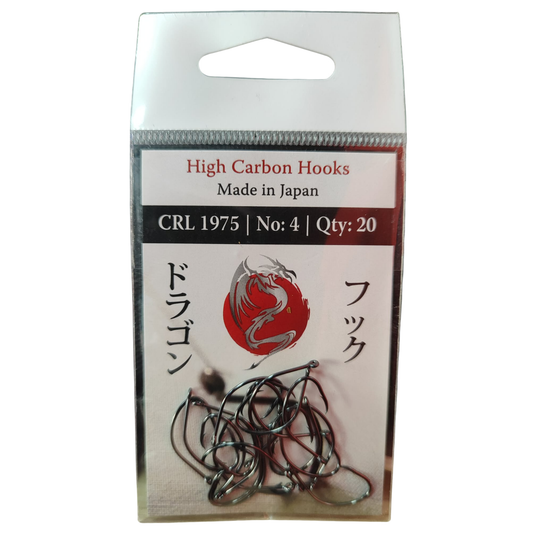 High Carbon Hooks
Made in Japan
CRL 1975 | No: 4 | Qty: 20
ドラゴン
フック